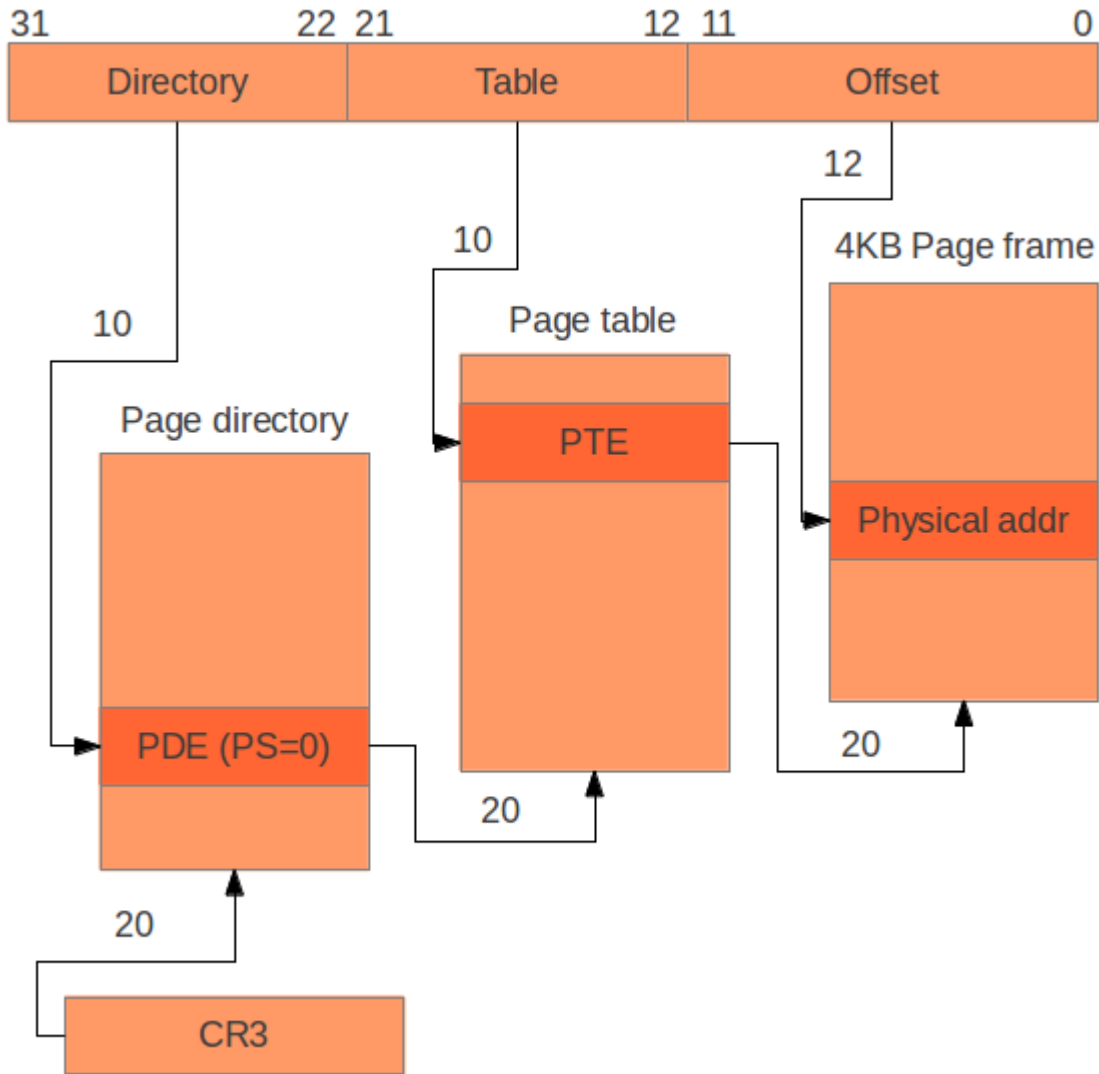 31 22 21 12 11 0
Directory Table Offset
12
10
4KB Page frame
10
Page table
Page directory
PTE
Physical addr
PDE (PS=0)
20
20
20
CR3